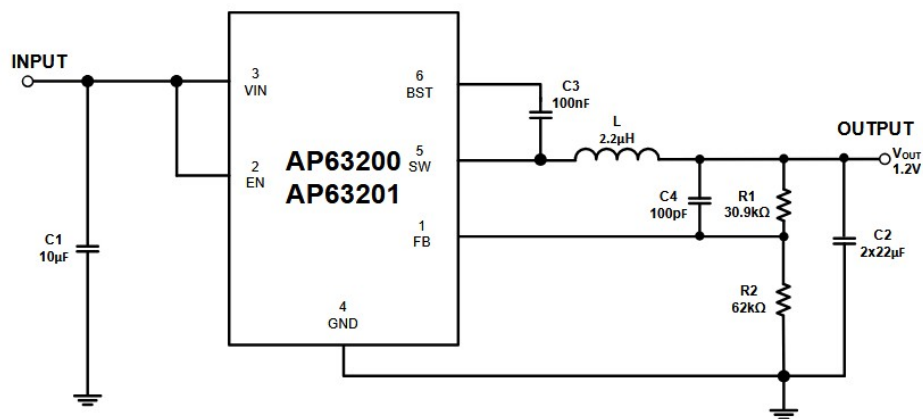 INPUT
3
VIN
2
EN
C1
10µF
AP63200
AP63201
4
GND
6
BST
5
SW
1
FB
C3
100nF
L
2.2µH
C4
100pF
R1
30.9kΩ
R2
62kΩ
C2
2x22µF
OUTPUT
VOUT
1.2V